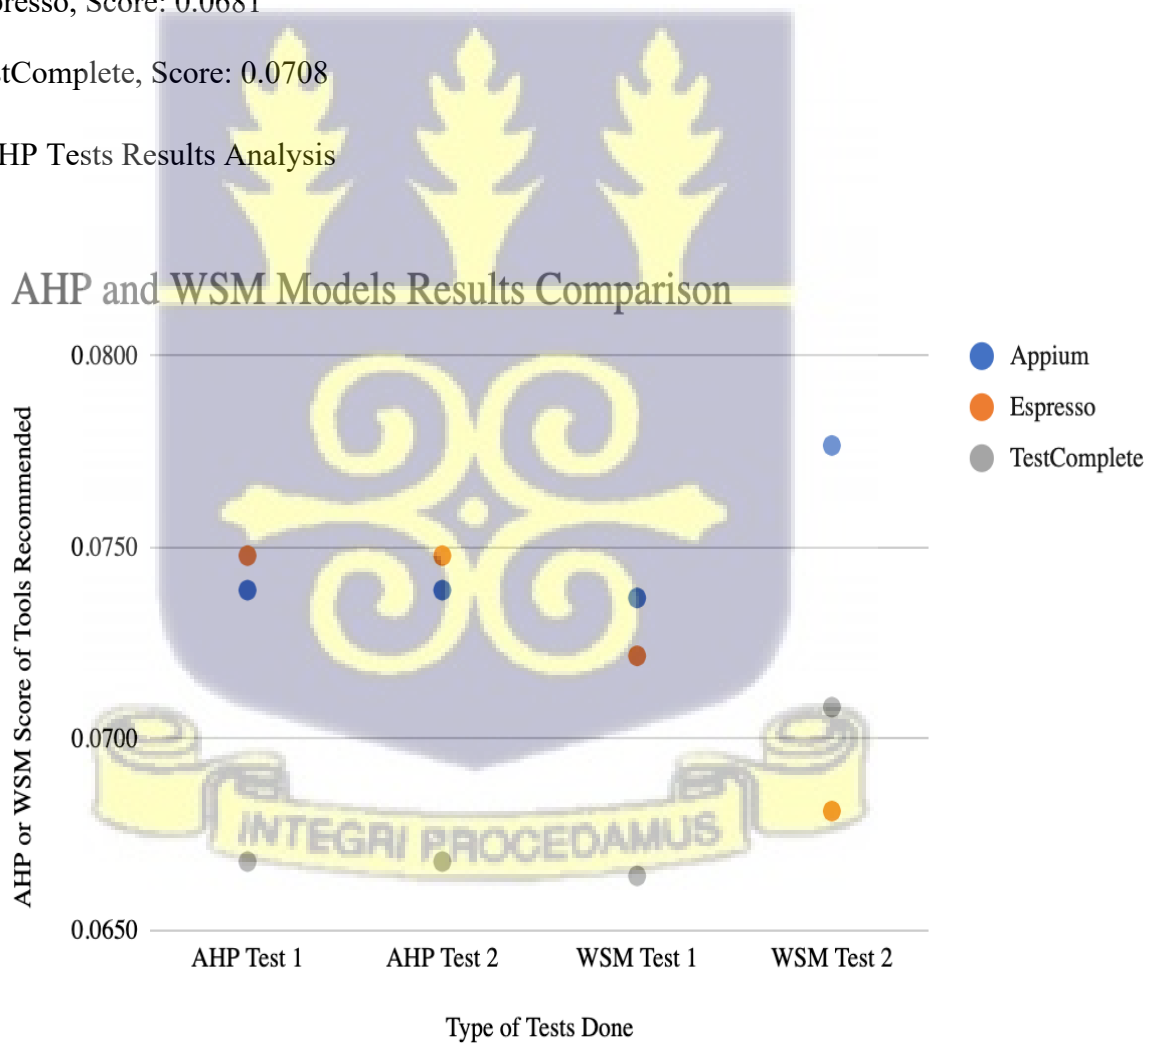 presso, Score: 0.0681
stComplete, Score: 0.0708
HP Tests Results Analysis
AHP and WSM Models Results Comparison
AHP or WSM Score of Tools Recommended
0.0800
0.0750
0.0700
0.0650
Appium
Espresso
TestComplete
INTEGRI PROCEDAMUS
AHP Test 1
AHP Test 2
WSM Test 1
WSM Test 2
Type of Tests Done